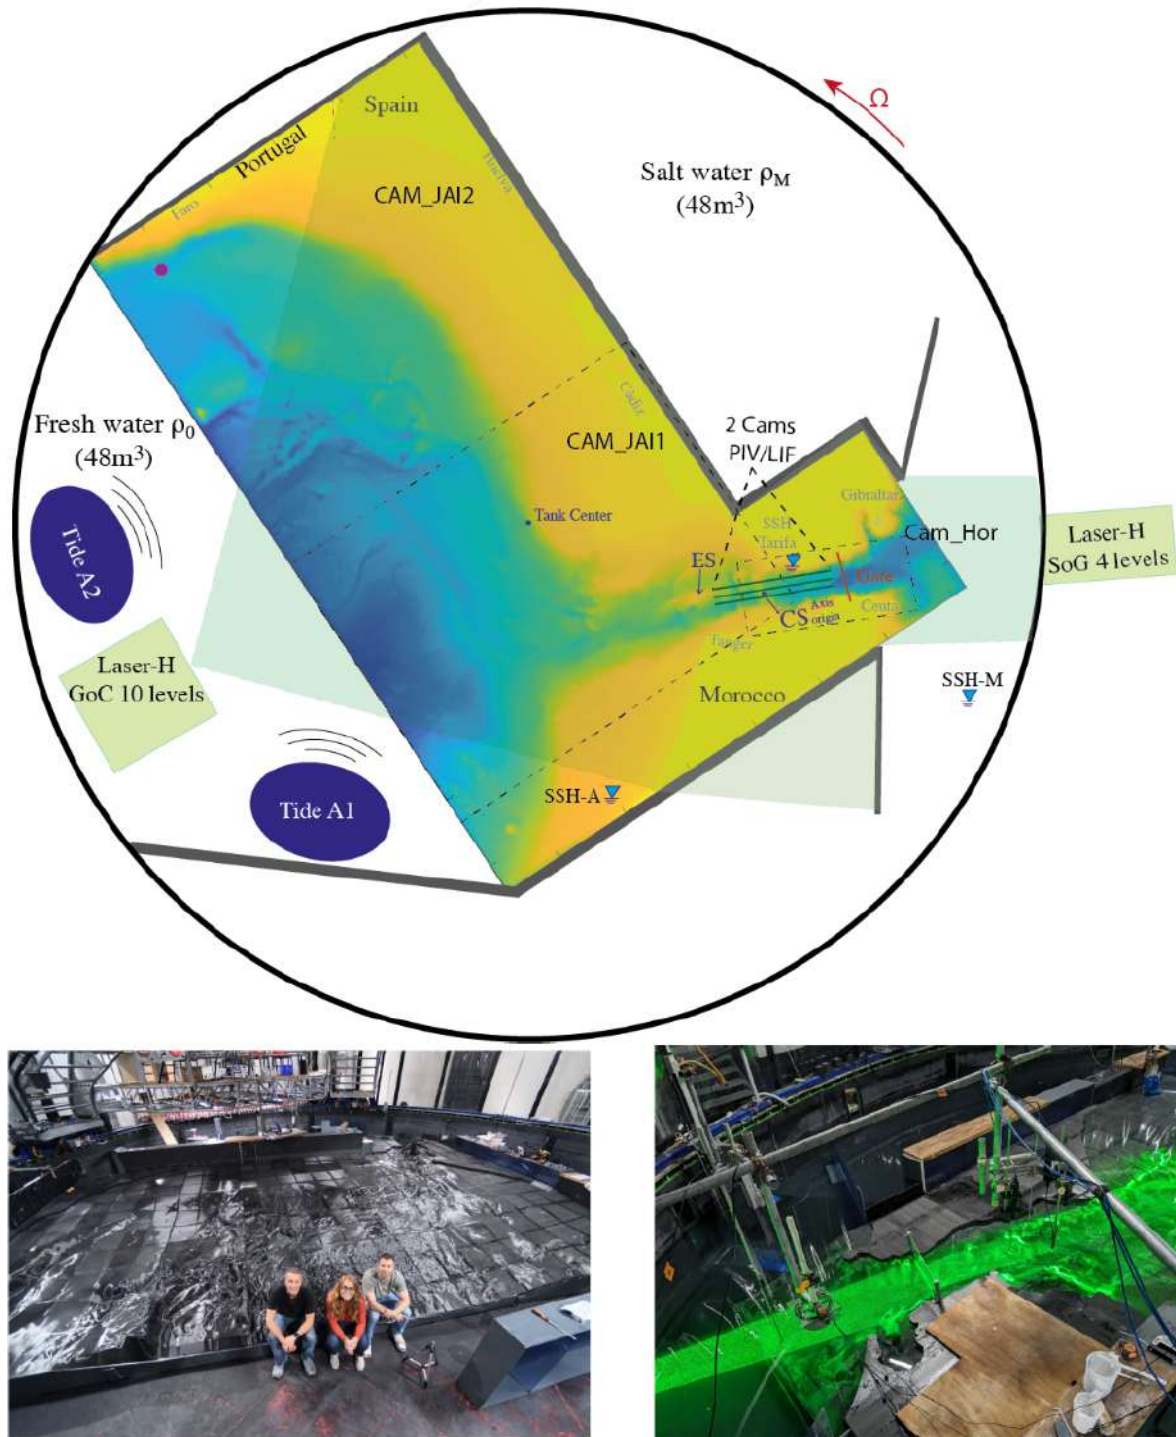 Ω
Spain
Portugal
Salt water ρM
(48m³)
Huelva
CAM_JAI2
Faro
Cádiz
Fresh water ρ0
(48m³)
2 Cams
PIV/LIF
CAM_JAI1
Gibraltar
Tank Center
SSH
Tarifa
Cam_Hor
Laser-H
SoG 4 levels
Tide A2
ES
Gate
Ceuta
CS
Axis
origin
Tanger
Laser-H
GoC 10 levels
Morocco
SSH-M
SSH-A
Tide A1